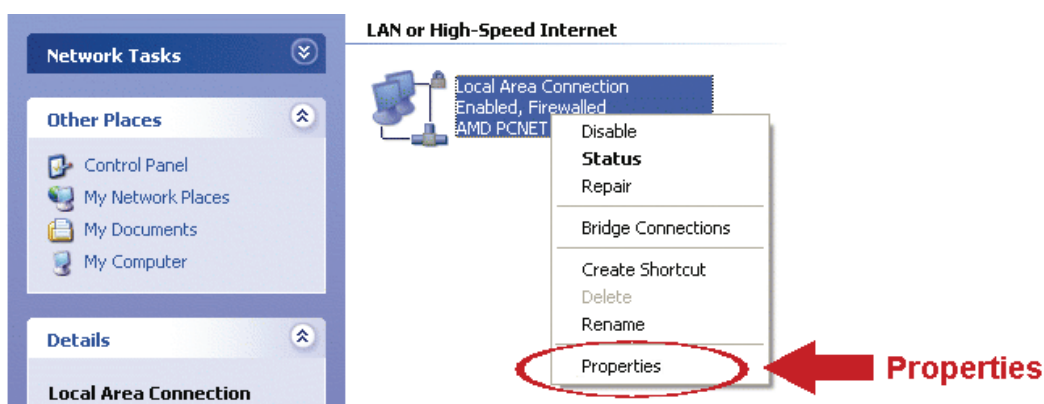 Network Tasks
Other Places
Control Panel
My Network Places
My Documents
My Computer
Details
Local Area Connection
LAN or High-Speed Internet
Local Area Connection
Enabled, Firewalled
AMD PCNET
Disable
Status
Repair
Bridge Connections
Create Shortcut
Delete
Rename
Properties
Properties